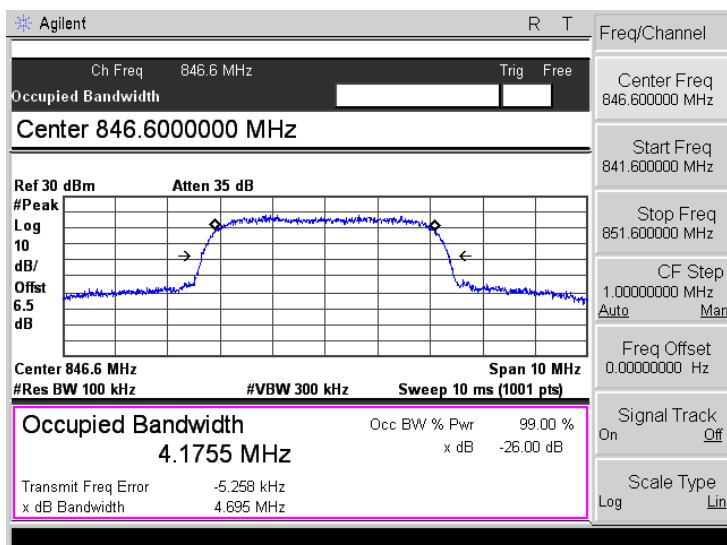 Agilent R T
Ch Freq 846.6 MHz Trig Free
Occupied Bandwidth
Center 846.6000000 MHz
Ref 30 dBm Atten 35 dB
#Peak
Log
10
dB/
Offst
6.5
dB
Center 846.6 MHz Span 10 MHz
#Res BW 100 kHz #VBW 300 kHz Sweep 10 ms (1001 pts)
Occupied Bandwidth Occ BW % Pwr 99.00 %
4.1755 MHz x dB -26.00 dB
Transmit Freq Error -5.258 kHz
x dB Bandwidth 4.695 MHz
Freq/Channel
Center Freq
846.600000 MHz
Start Freq
841.600000 MHz
Stop Freq
851.600000 MHz
CF Step
1.00000000 MHz
Auto Man
Freq Offset
0.00000000 Hz
Signal Track
On Off
Scale Type
Log Lin